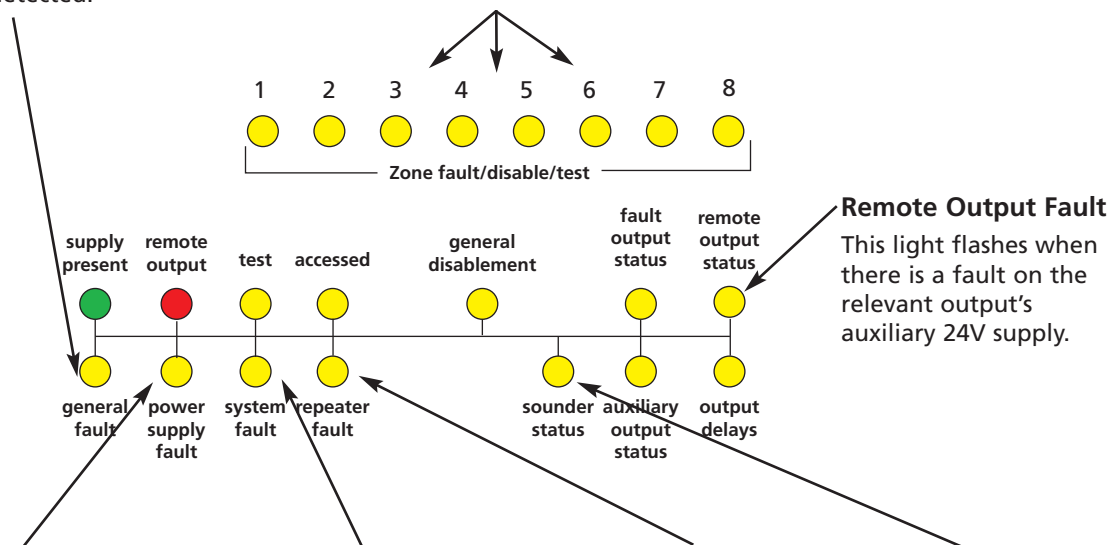 1 2 3 4 5 6 7 8
Zone fault/disable/test
supply
present
remote
output
test
accessed
general
disablement
fault
output
status
remote
output
status
Remote Output Fault
This light flashes when
there is a fault on the
relevant output's
auxiliary 24V supply.
general
fault
power
supply
fault
system
fault
repeater
fault
sounder
status
auxiliary
output
status
output
delays